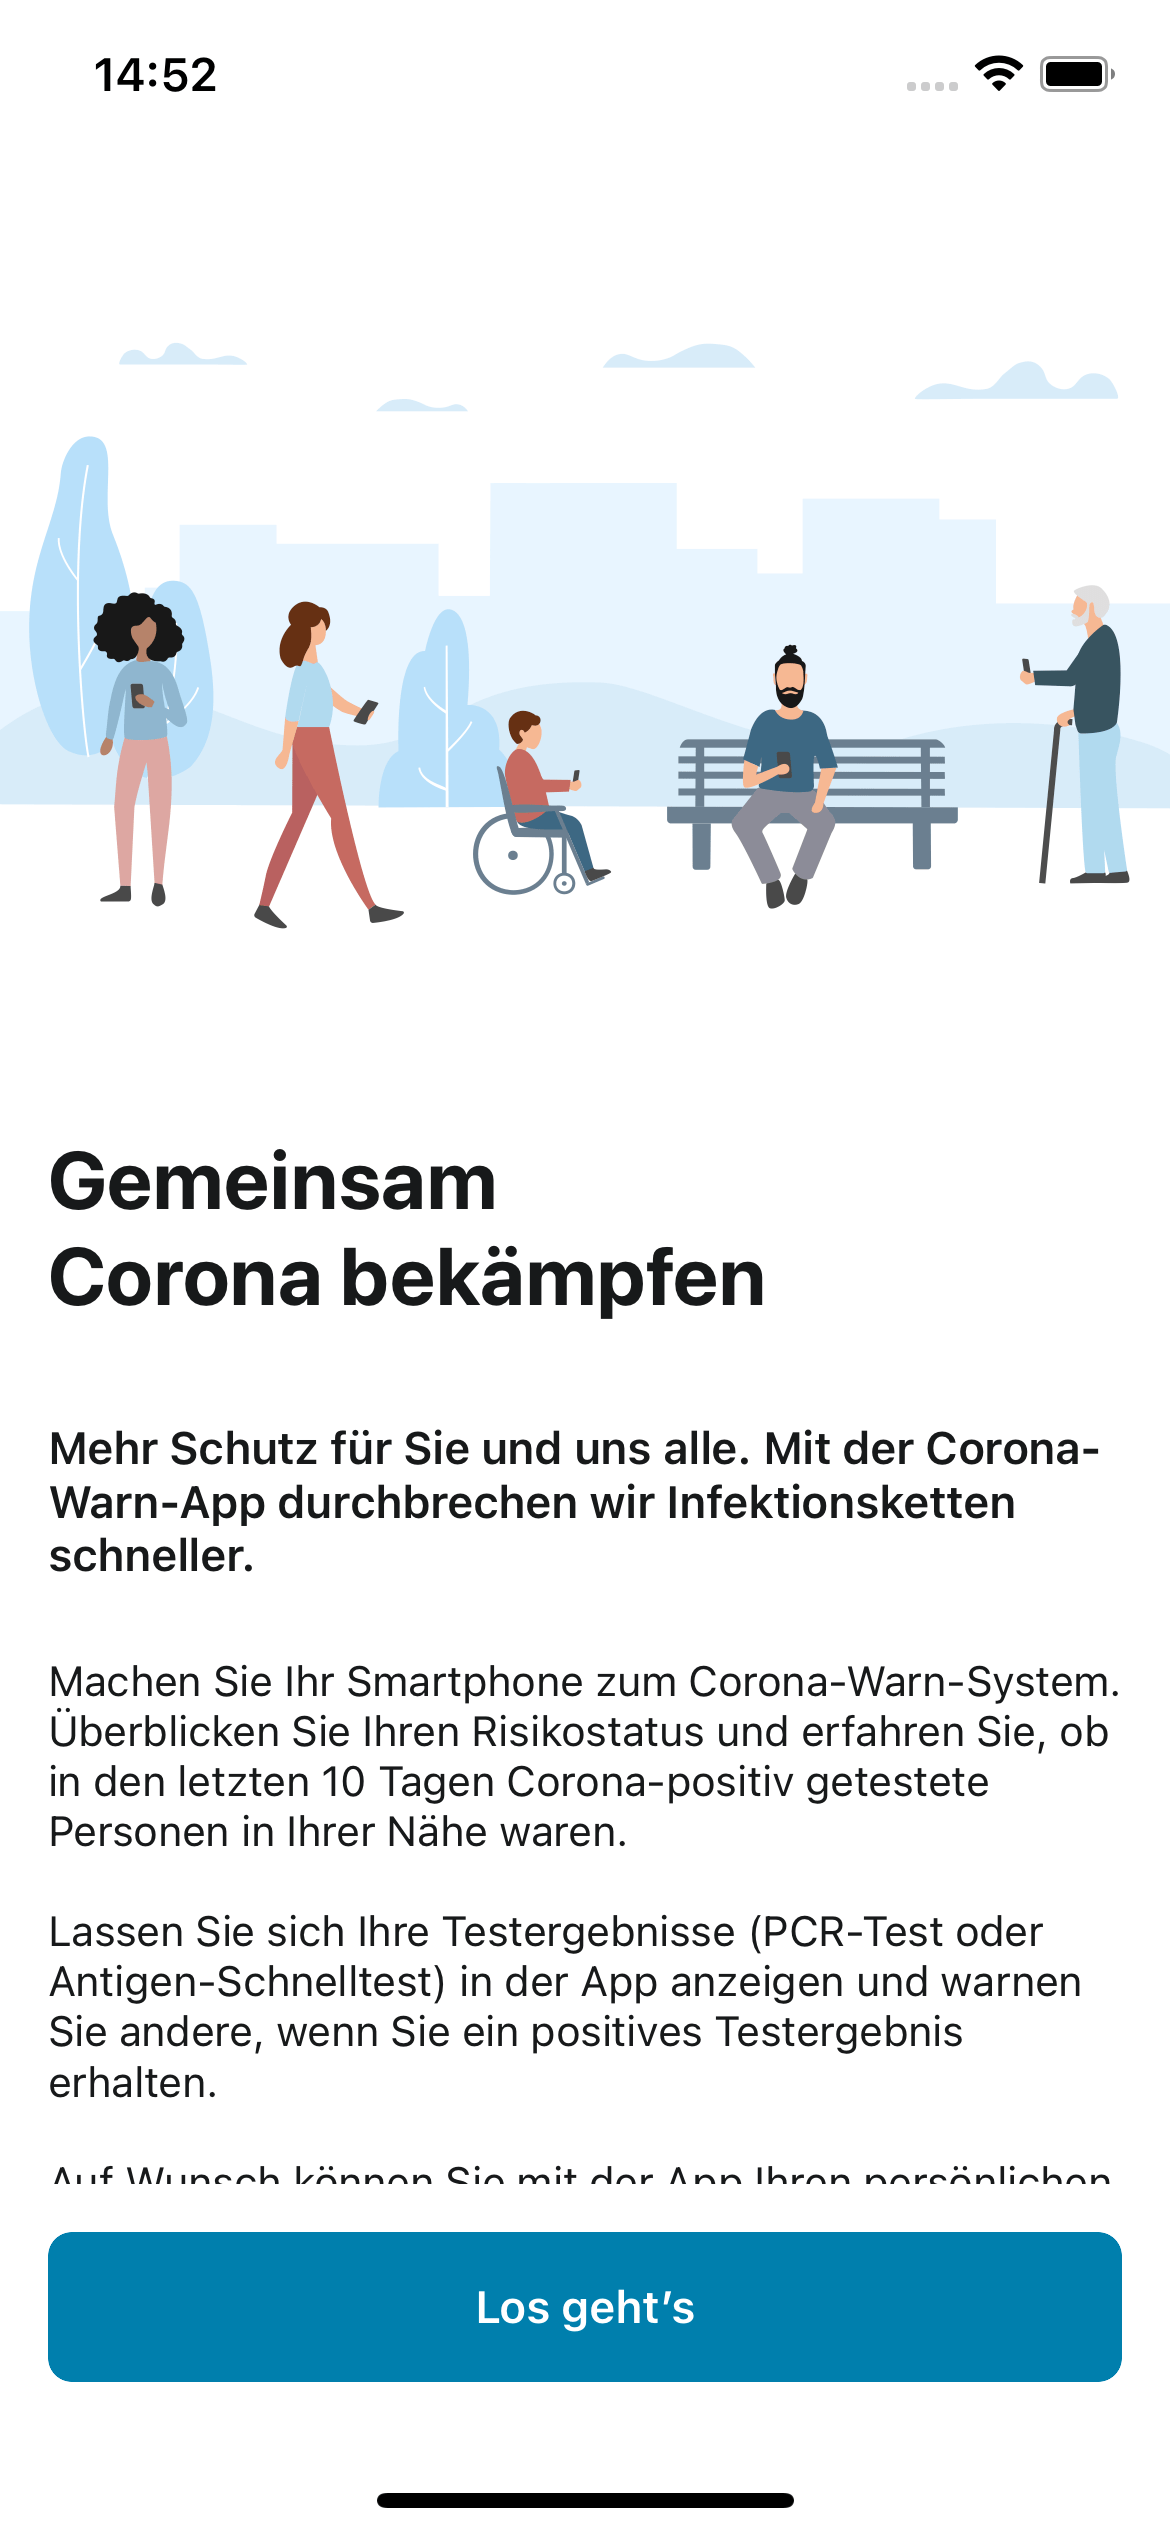 14:52
Gemeinsam
Corona bekämpfen
Mehr Schutz für Sie und uns alle. Mit der Corona-
Warn-App durchbrechen wir Infektionsketten
schneller.
Machen Sie Ihr Smartphone zum Corona-Warn-System.
Überblicken Sie Ihren Risikostatus und erfahren Sie, ob
in den letzten 10 Tagen Corona-positiv getestete
Personen in Ihrer Nähe waren.
Lassen Sie sich Ihre Testergebnisse (PCR-Test oder
Antigen-Schnelltest) in der App anzeigen und warnen
Sie andere, wenn Sie ein positives Testergebnis
erhalten.
Auf Wunsch können Sie mit der App Ihren persönlichen
Los geht’s